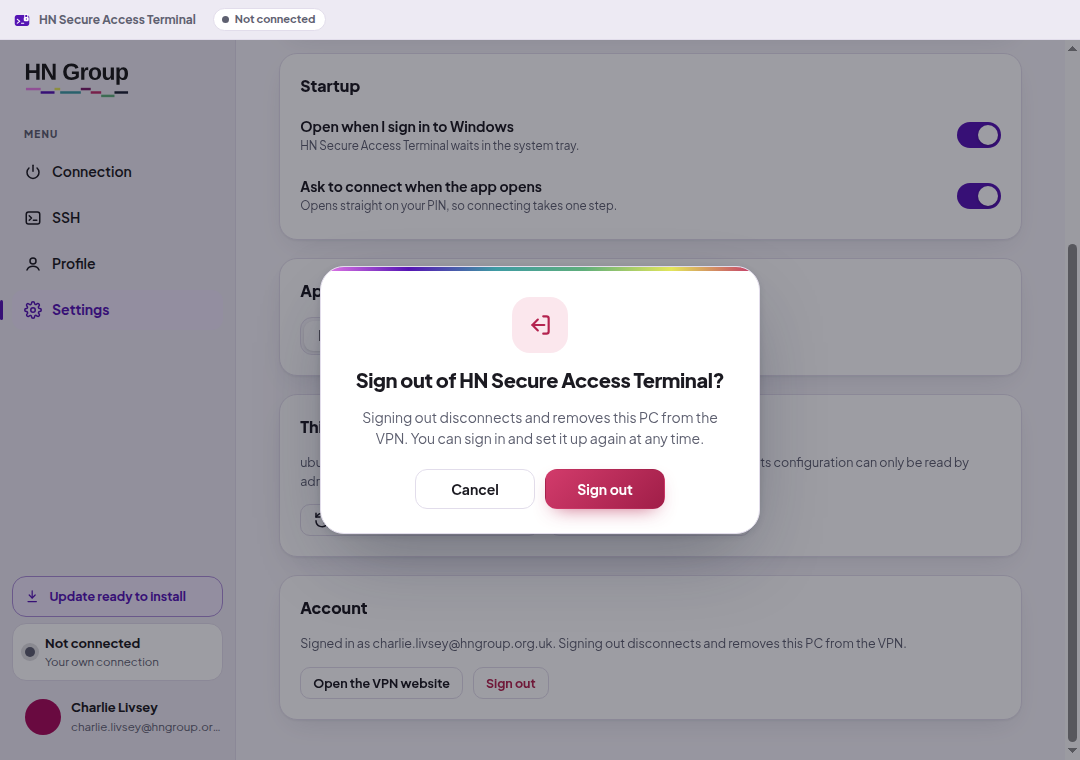 HN Secure Access Terminal
Not connected
HN Group
MENU
Connection
SSH
Profile
Settings
Update ready to install
Not connected
Your own connection
Charlie Livsey
charlie.livsey@hngroup.or...
Startup
Open when I sign in to Windows
HN Secure Access Terminal waits in the system tray.
Ask to connect when the app opens
Opens straight on your PIN, so connecting takes one step.
Sign out of HN Secure Access Terminal?
Signing out disconnects and removes this PC from the
VPN. You can sign in and set it up again at any time.
Cancel
Sign out
configuration can only be read by
Account
Signed in as charlie.livsey@hngroup.org.uk. Signing out disconnects and removes this PC from the VPN.
Open the VPN website
Sign out